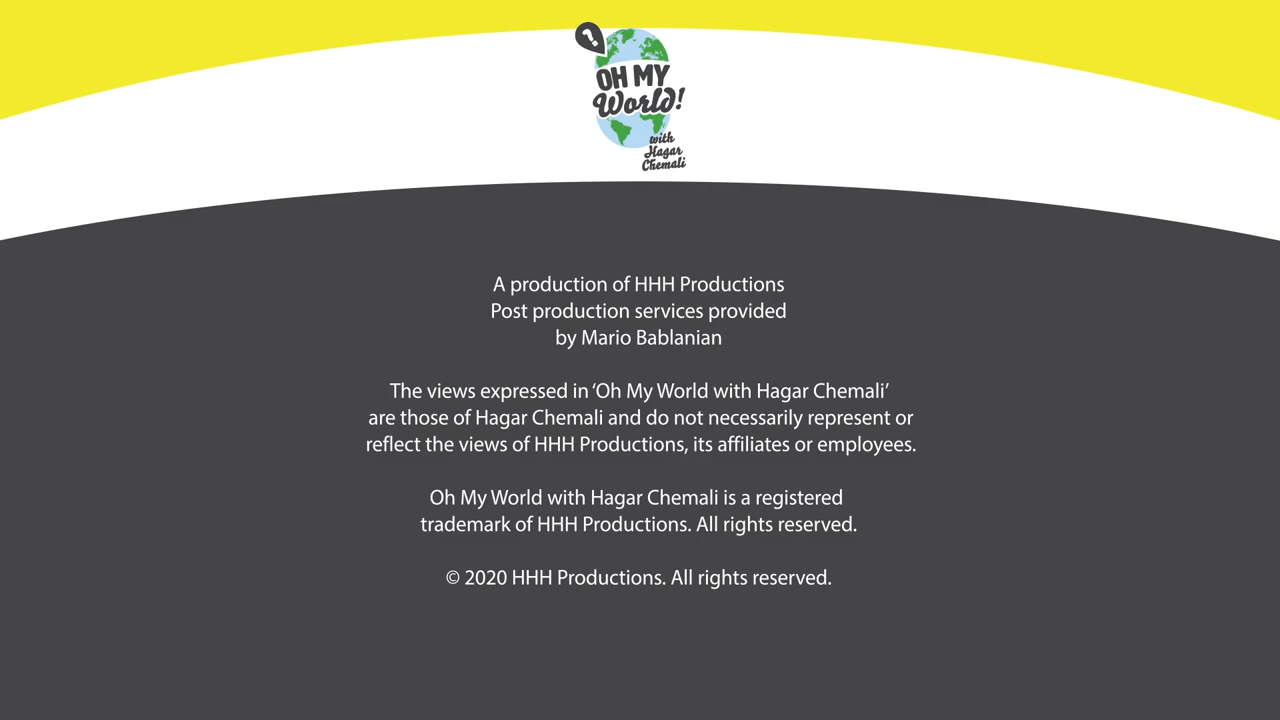 OH MY
World!
with
Hagar
Chemali
A production of HHH Productions
Post production services provided
by Mario Bablanian
The views expressed in ‘Oh My World with Hagar Chemali’
are those of Hagar Chemali and do not necessarily represent or
reflect the views of HHH Productions, its affiliates or employees.
Oh My World with Hagar Chemali is a registered
trademark of HHH Productions. All rights reserved.
© 2020 HHH Productions. All rights reserved.